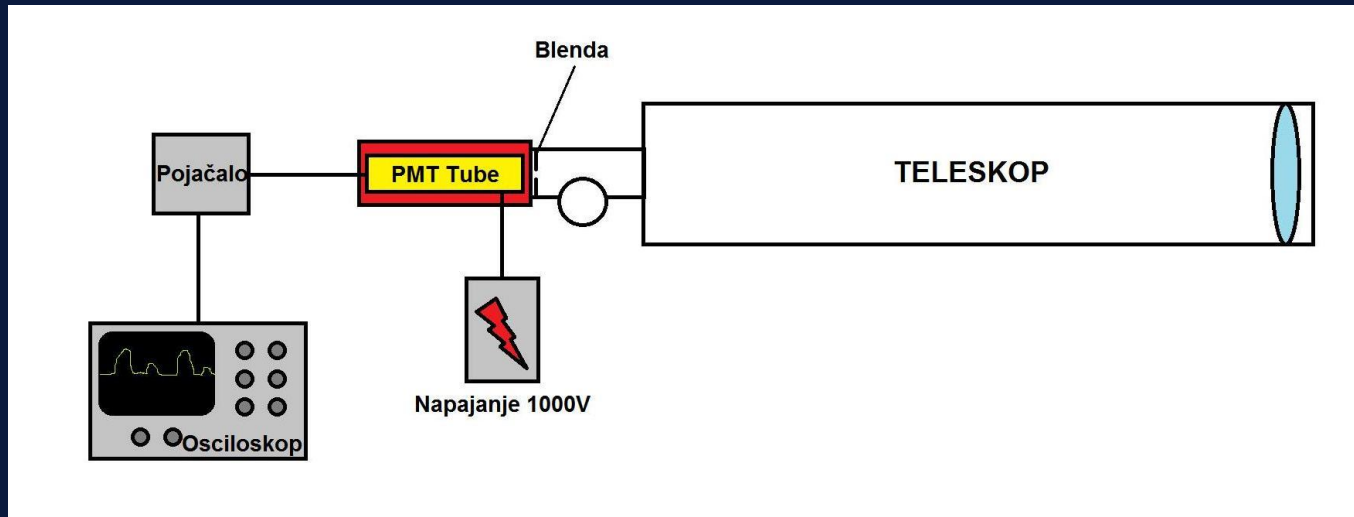 Blenda
Pojačalo
PMT Tube
TELESKOP
Napajanje 1000V
Osciloskop